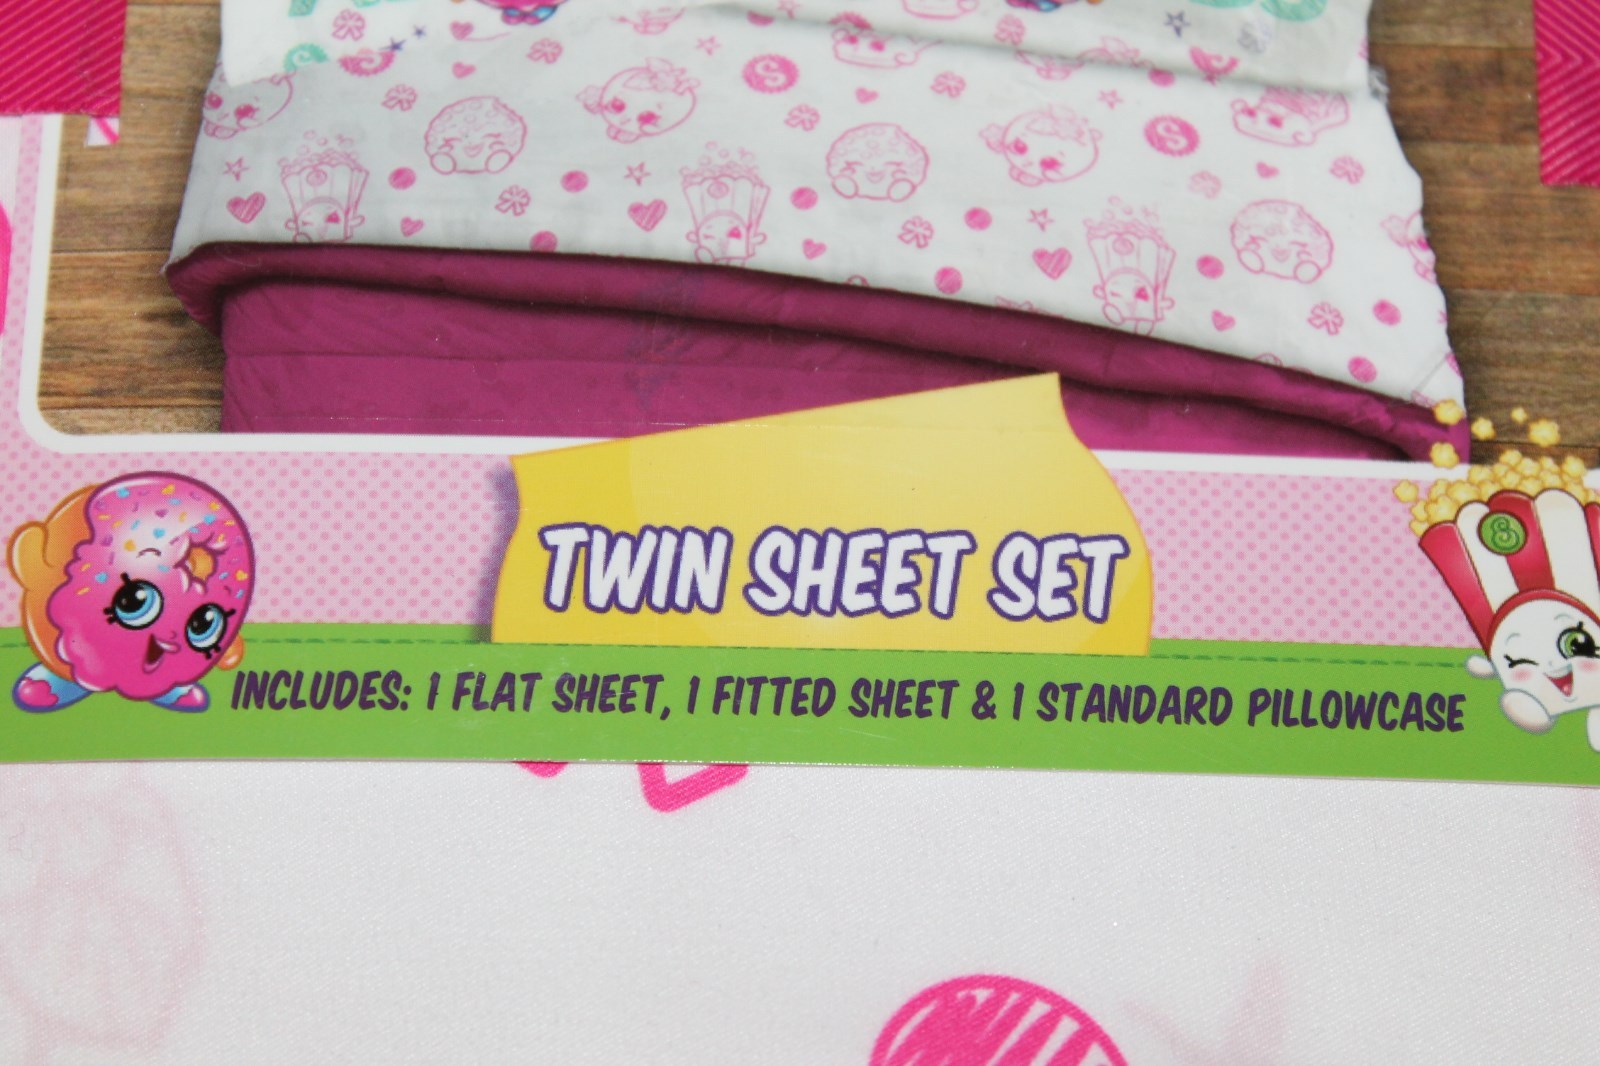 TWIN SHEET SET
INCLUDES: 1 FLAT SHEET, 1 FITTED SHEET & 1 STANDARD PILLOWCASE